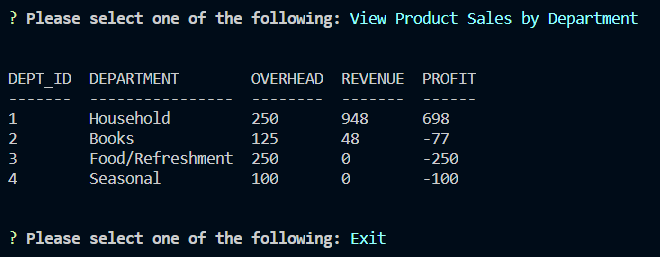 ? Please select one of the following: View Product Sales by Department
DEPT_ID  DEPARTMENT        OVERHEAD  REVENUE  PROFIT
-------  ----------------  --------  -------  ------
1        Household         250       948      698
2        Books             125       48       -77
3        Food/Refreshment  250       0        -250
4        Seasonal          100       0        -100
? Please select one of the following: Exit